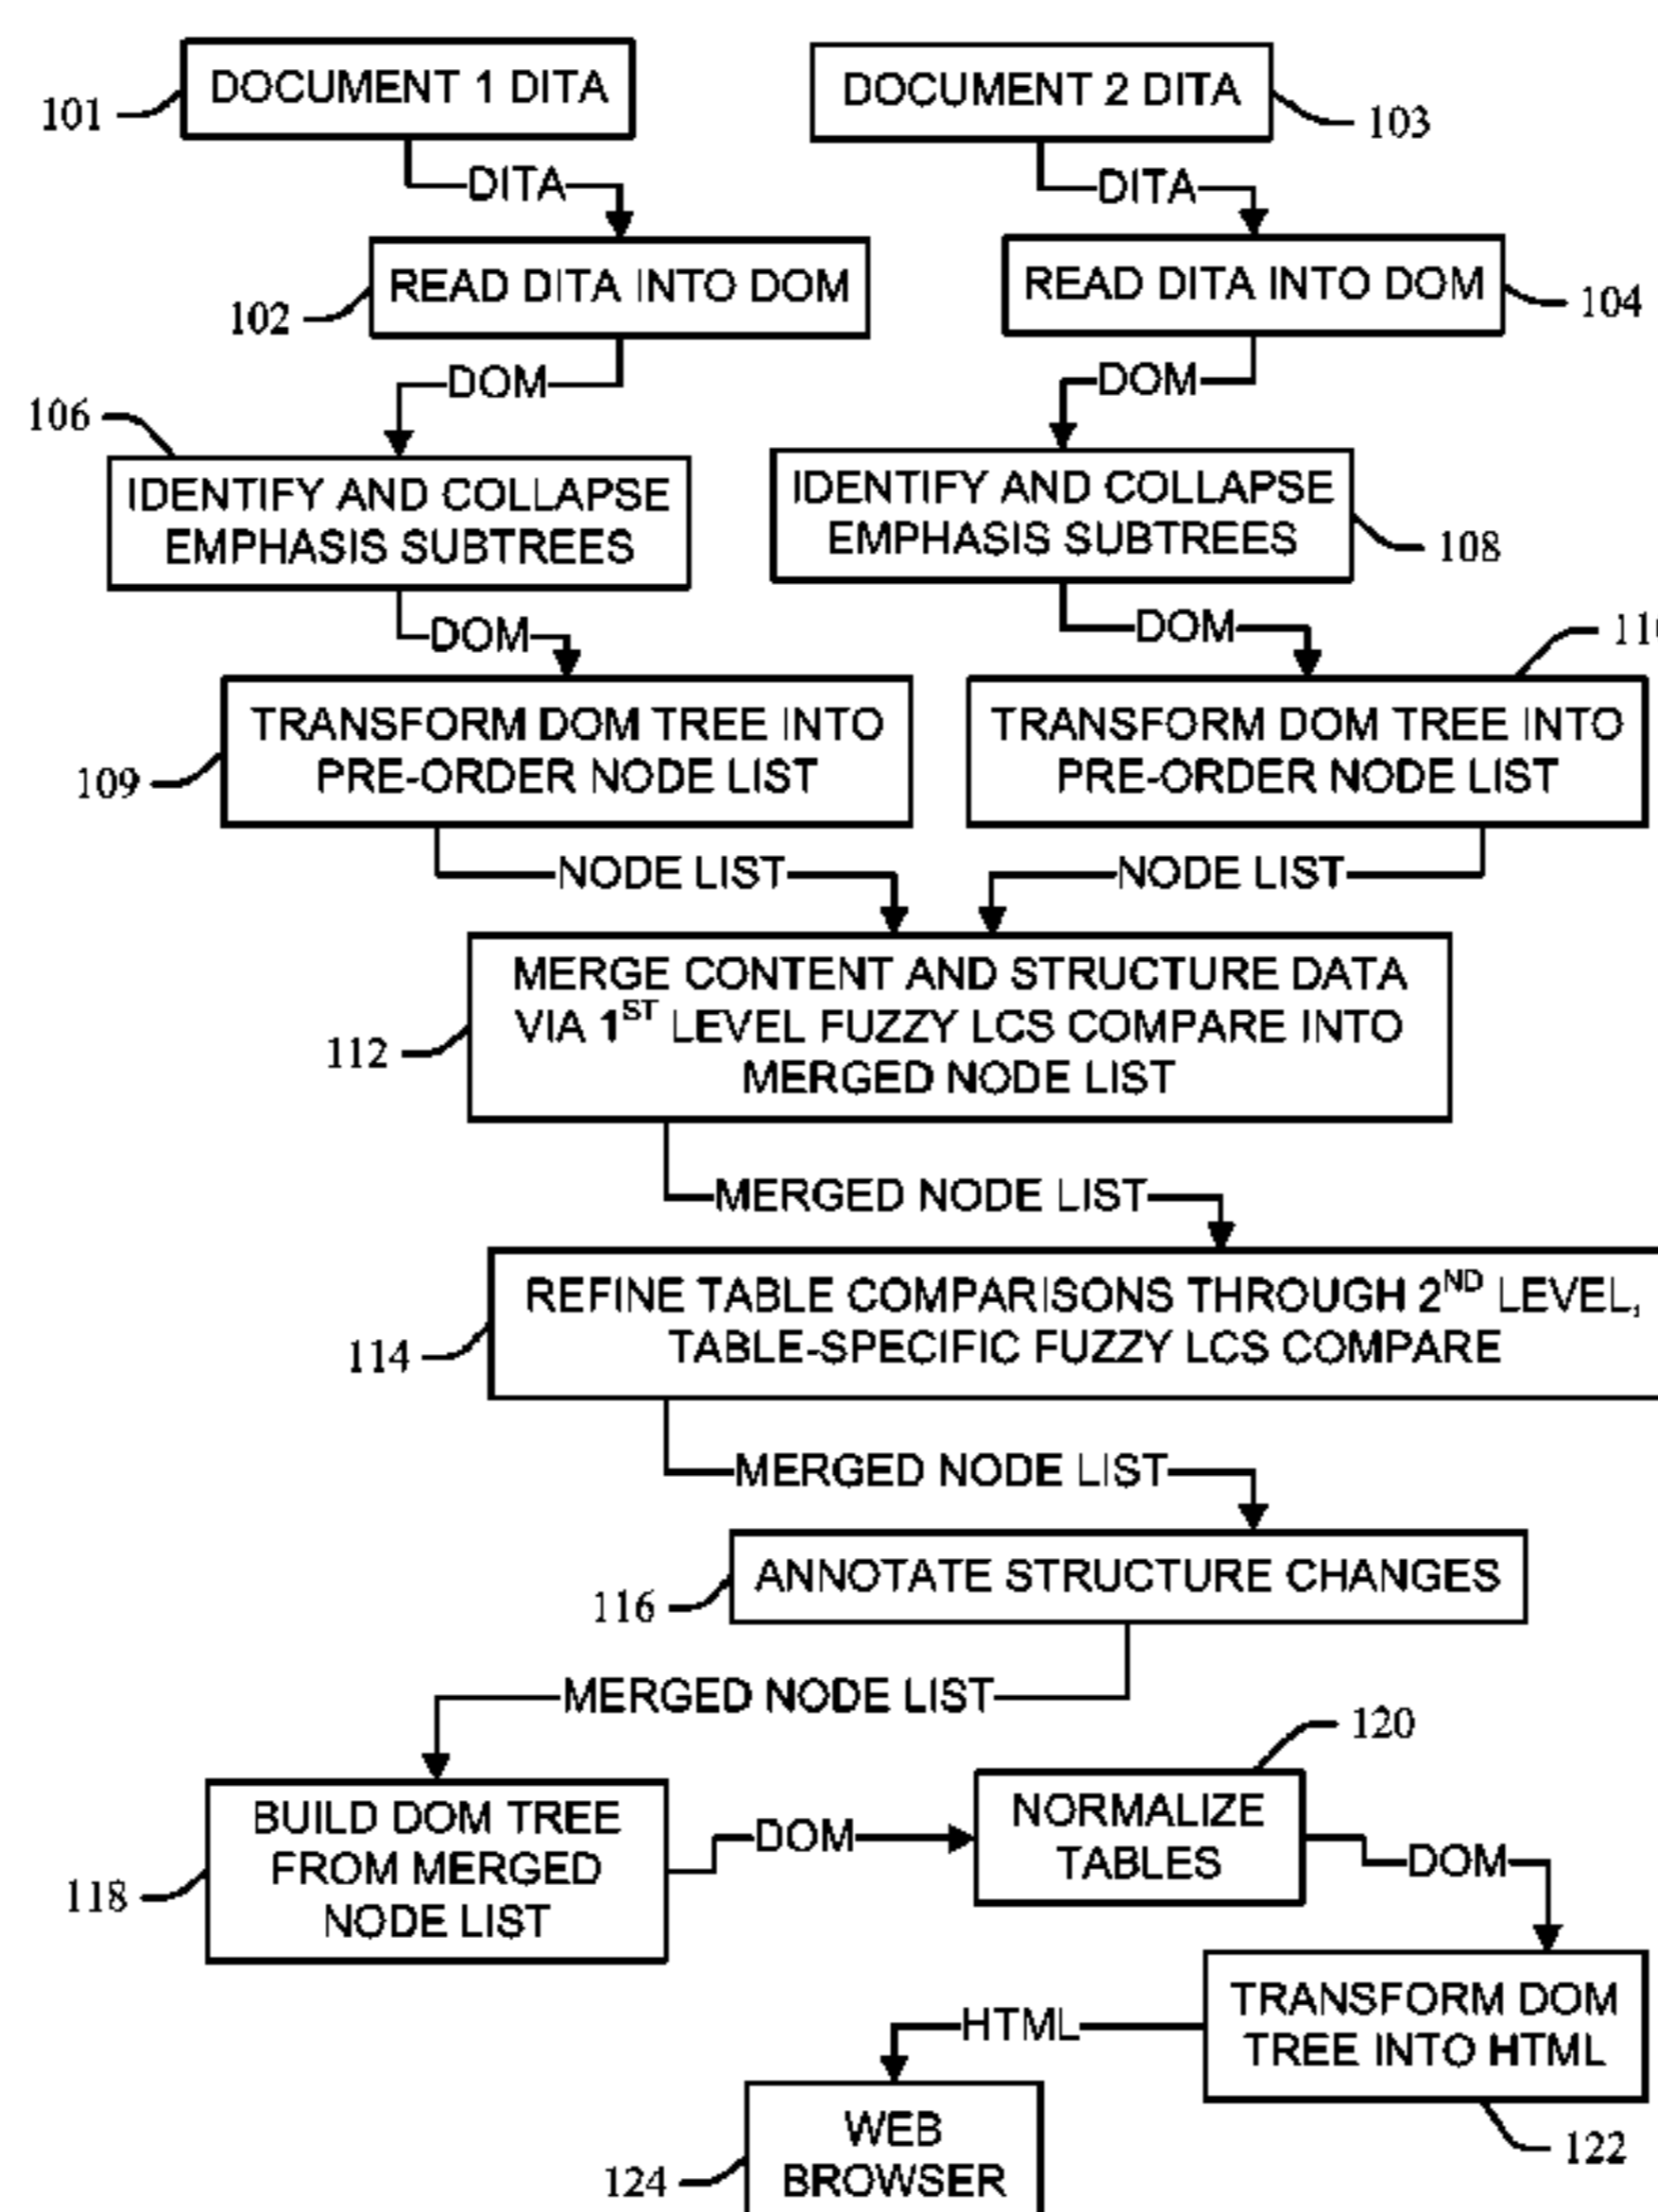 DOCUMENT 1 DITA
101
DOCUMENT 2 DITA
103
DITA
DITA
READ DITA INTO DOM
102
READ DITA INTO DOM
104
DOM
DOM
106
IDENTIFY AND COLLAPSE
EMPHASIS SUBTREES
IDENTIFY AND COLLAPSE
EMPHASIS SUBTREES
108
DOM
DOM
TRANSFORM DOM TREE INTO
PRE-ORDER NODE LIST
109
TRANSFORM DOM TREE INTO
PRE-ORDER NODE LIST
NODE LIST
NODE LIST
MERGE CONTENT AND STRUCTURE DATA
VIA 1ST LEVEL FUZZY LCS COMPARE INTO
MERGED NODE LIST
112
MERGED NODE LIST
REFINE TABLE COMPARISONS THROUGH 2ND LEVEL,
TABLE-SPECIFIC FUZZY LCS COMPARE
114
MERGED NODE LIST
ANNOTATE STRUCTURE CHANGES
116
MERGED NODE LIST
120
BUILD DOM TREE
FROM MERGED
NODE LIST
118
DOM
NORMALIZE
TABLES
DOM
TRANSFORM DOM
TREE INTO HTML
122
HTML
WEB
BROWSER
124